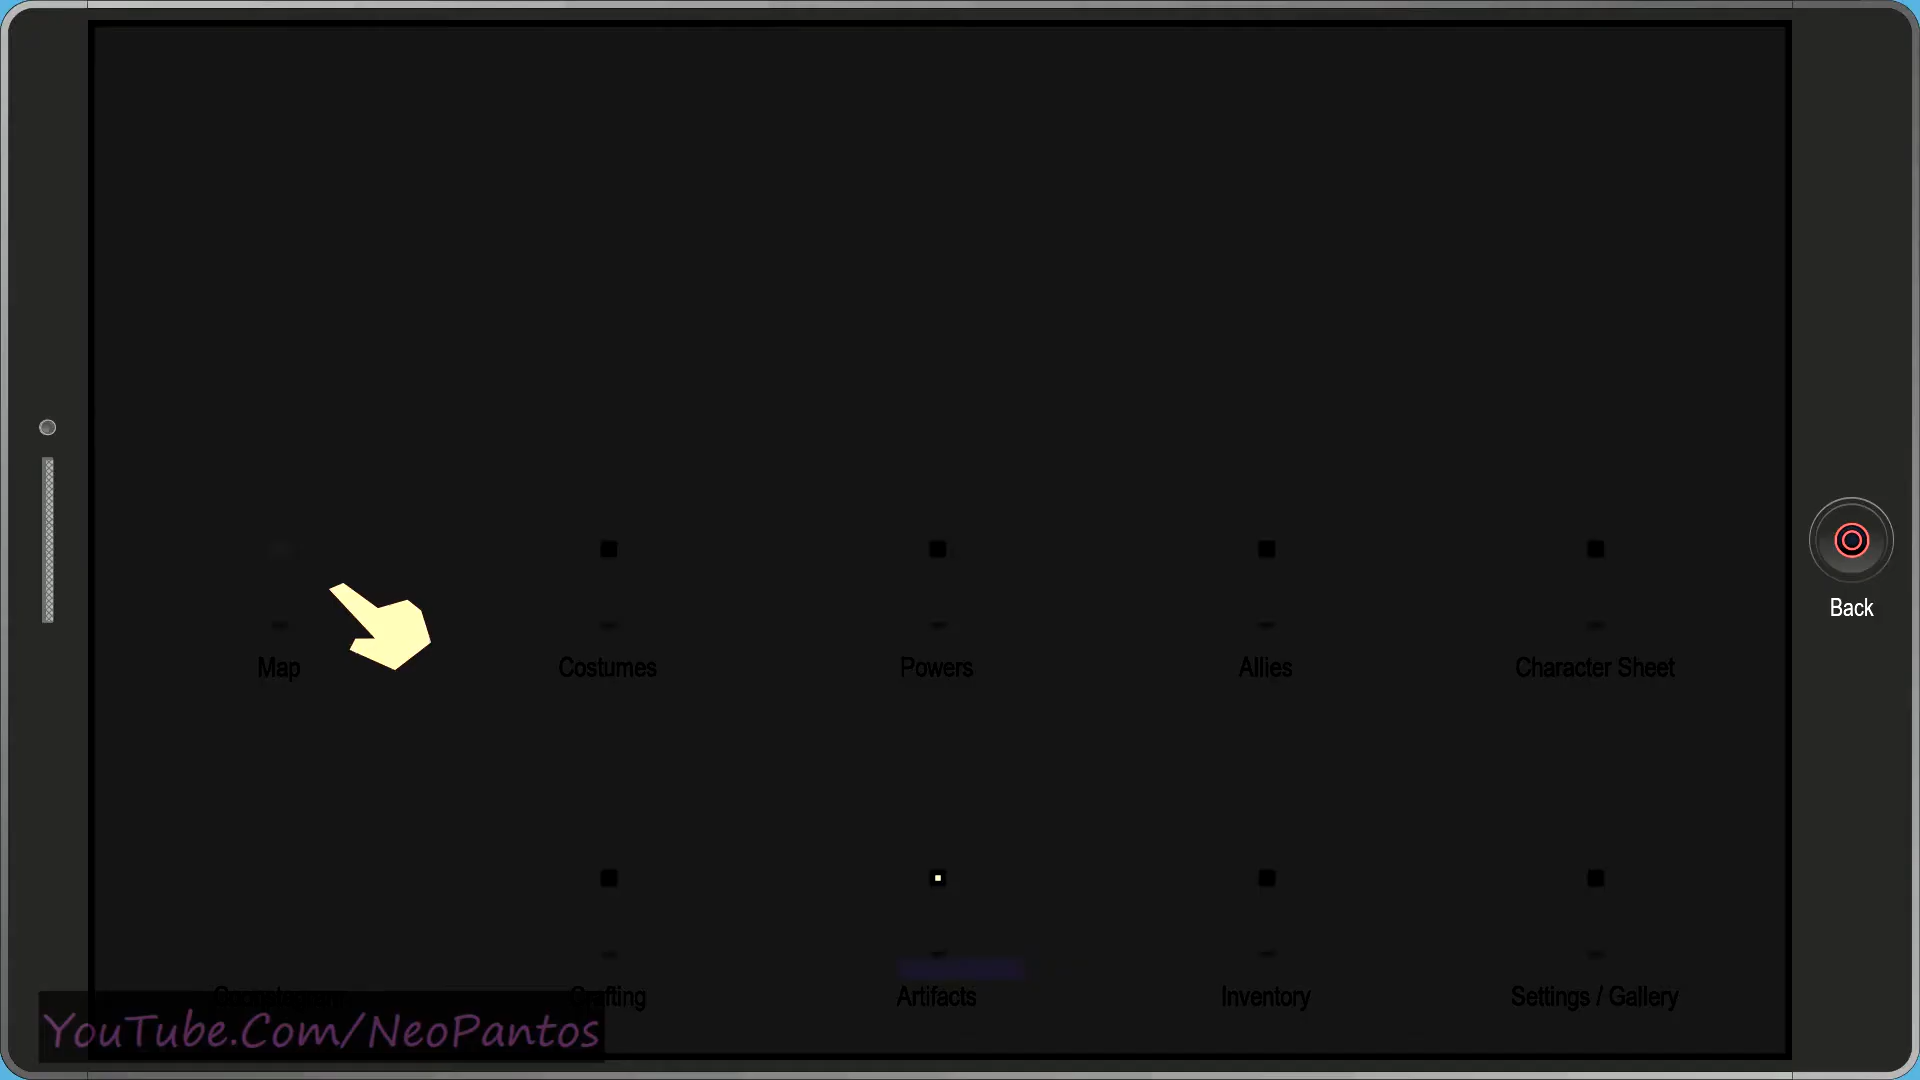 Back
Map
Costumes
Powers
Allies
Character Sheet
Crafting
Artifacts
Inventory
Settings / Gallery
YouTube.Com/NeoPantos